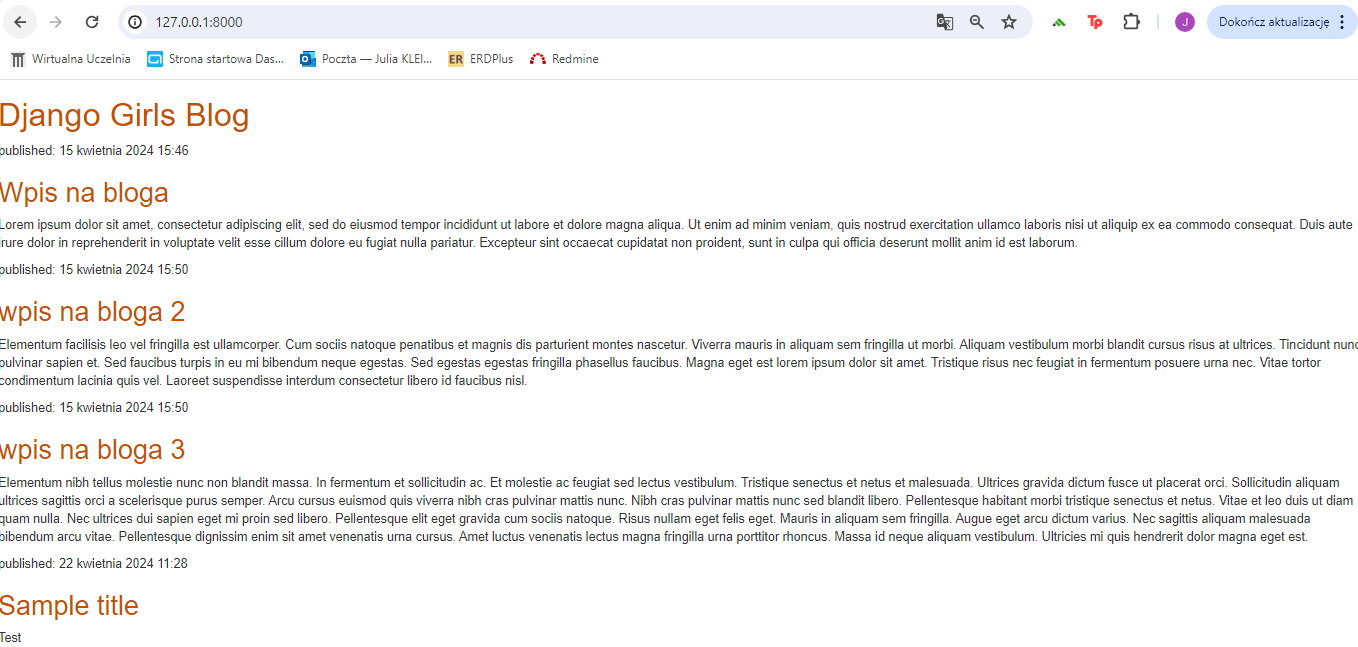 127.0.0.1:8000
Dokończ aktualizację
Wirtualna Uczelnia
Strona startowa Das...
Poczta — Julia KLEI...
ER ERDPlus
Redmine
Django Girls Blog
published: 15 kwietnia 2024 15:46
Wpis na bloga
Lorem ipsum dolor sit amet, consectetur adipiscing elit, sed do eiusmod tempor incididunt ut labore et dolore magna aliqua. Ut enim ad minim veniam, quis nostrud exercitation ullamco laboris nisi ut aliquip ex ea commodo consequat. Duis aute
irure dolor in reprehenderit in voluptate velit esse cillum dolore eu fugiat nulla pariatur. Excepteur sint occaecat cupidatat non proident, sunt in culpa qui officia deserunt mollit anim id est laborum.
published: 15 kwietnia 2024 15:50
wpis na bloga 2
Elementum facilisis leo vel fringilla est ullamcorper. Cum sociis natoque penatibus et magnis dis parturient montes nascetur. Viverra mauris in aliquam sem fringilla ut morbi. Aliquam vestibulum morbi blandit cursus risus at ultrices. Tincidunt nunc
pulvinar sapien et. Sed faucibus turpis in eu mi bibendum neque egestas. Sed egestas egestas fringilla phasellus faucibus. Magna eget est lorem ipsum dolor sit amet. Tristique risus nec feugiat in fermentum posuere urna nec. Vitae tortor
condimentum lacinia quis vel. Laoreet suspendisse interdum consectetur libero id faucibus nisl.
published: 15 kwietnia 2024 15:50
wpis na bloga 3
Elementum nibh tellus molestie nunc non blandit massa. In fermentum et sollicitudin ac. Et molestie ac feugiat sed lectus vestibulum. Tristique senectus et netus et malesuada. Ultrices gravida dictum fusce ut placerat orci. Sollicitudin aliquam
ultrices sagittis orci a scelerisque purus semper. Arcu cursus euismod quis viverra nibh cras pulvinar mattis nunc. Nibh cras pulvinar mattis nunc sed blandit libero. Pellentesque habitant morbi tristique senectus et netus. Vitae et leo duis ut diam
quam nulla. Nec ultrices dui sapien eget mi proin sed libero. Pellentesque elit eget gravida cum sociis natoque. Risus nullam eget felis eget. Mauris in aliquam sem fringilla. Augue eget arcu dictum varius. Nec sagittis aliquam malesuada
bibendum arcu vitae. Pellentesque dignissim enim sit amet venenatis urna cursus. Amet luctus venenatis lectus magna fringilla urna porttitor rhoncus. Massa id neque aliquam vestibulum. Ultricies mi quis hendrerit dolor magna eget est.
published: 22 kwietnia 2024 11:28
Sample title
Test